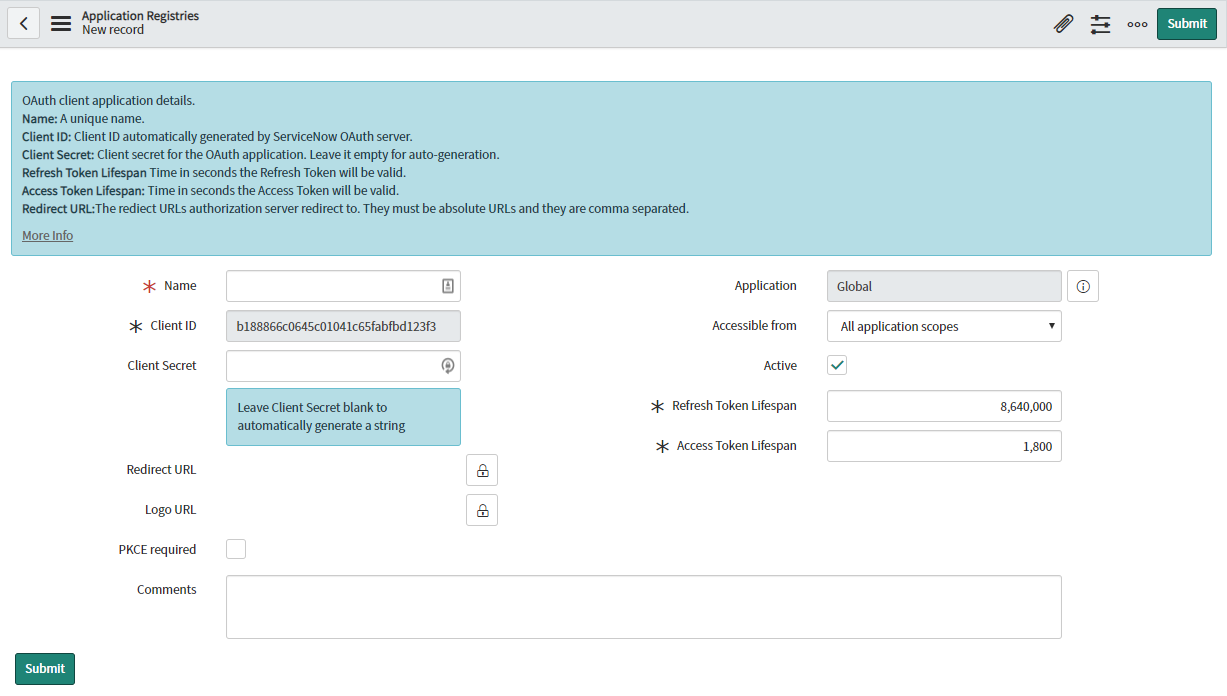 Application Registries
New record
Submit
OAuth client application details.
Name: A unique name.
Client ID: Client ID automatically generated by ServiceNow OAuth server.
Client Secret: Client secret for the OAuth application. Leave it empty for auto-generation.
Refresh Token Lifespan Time in seconds the Refresh Token will be valid.
Access Token Lifespan: Time in seconds the Access Token will be valid.
Redirect URL:The rediect URLs authorization server redirect to. They must be absolute URLs and they are comma separated.
More Info
Name
Client ID b188866c0645c01041c65fabfbd123f3
Client Secret
Leave Client Secret blank to
automatically generate a string
Redirect URL
Logo URL
PKCE required
Comments
Application Global
Accessible from All application scopes
Active
Refresh Token Lifespan 8,640,000
Access Token Lifespan 1,800
Submit